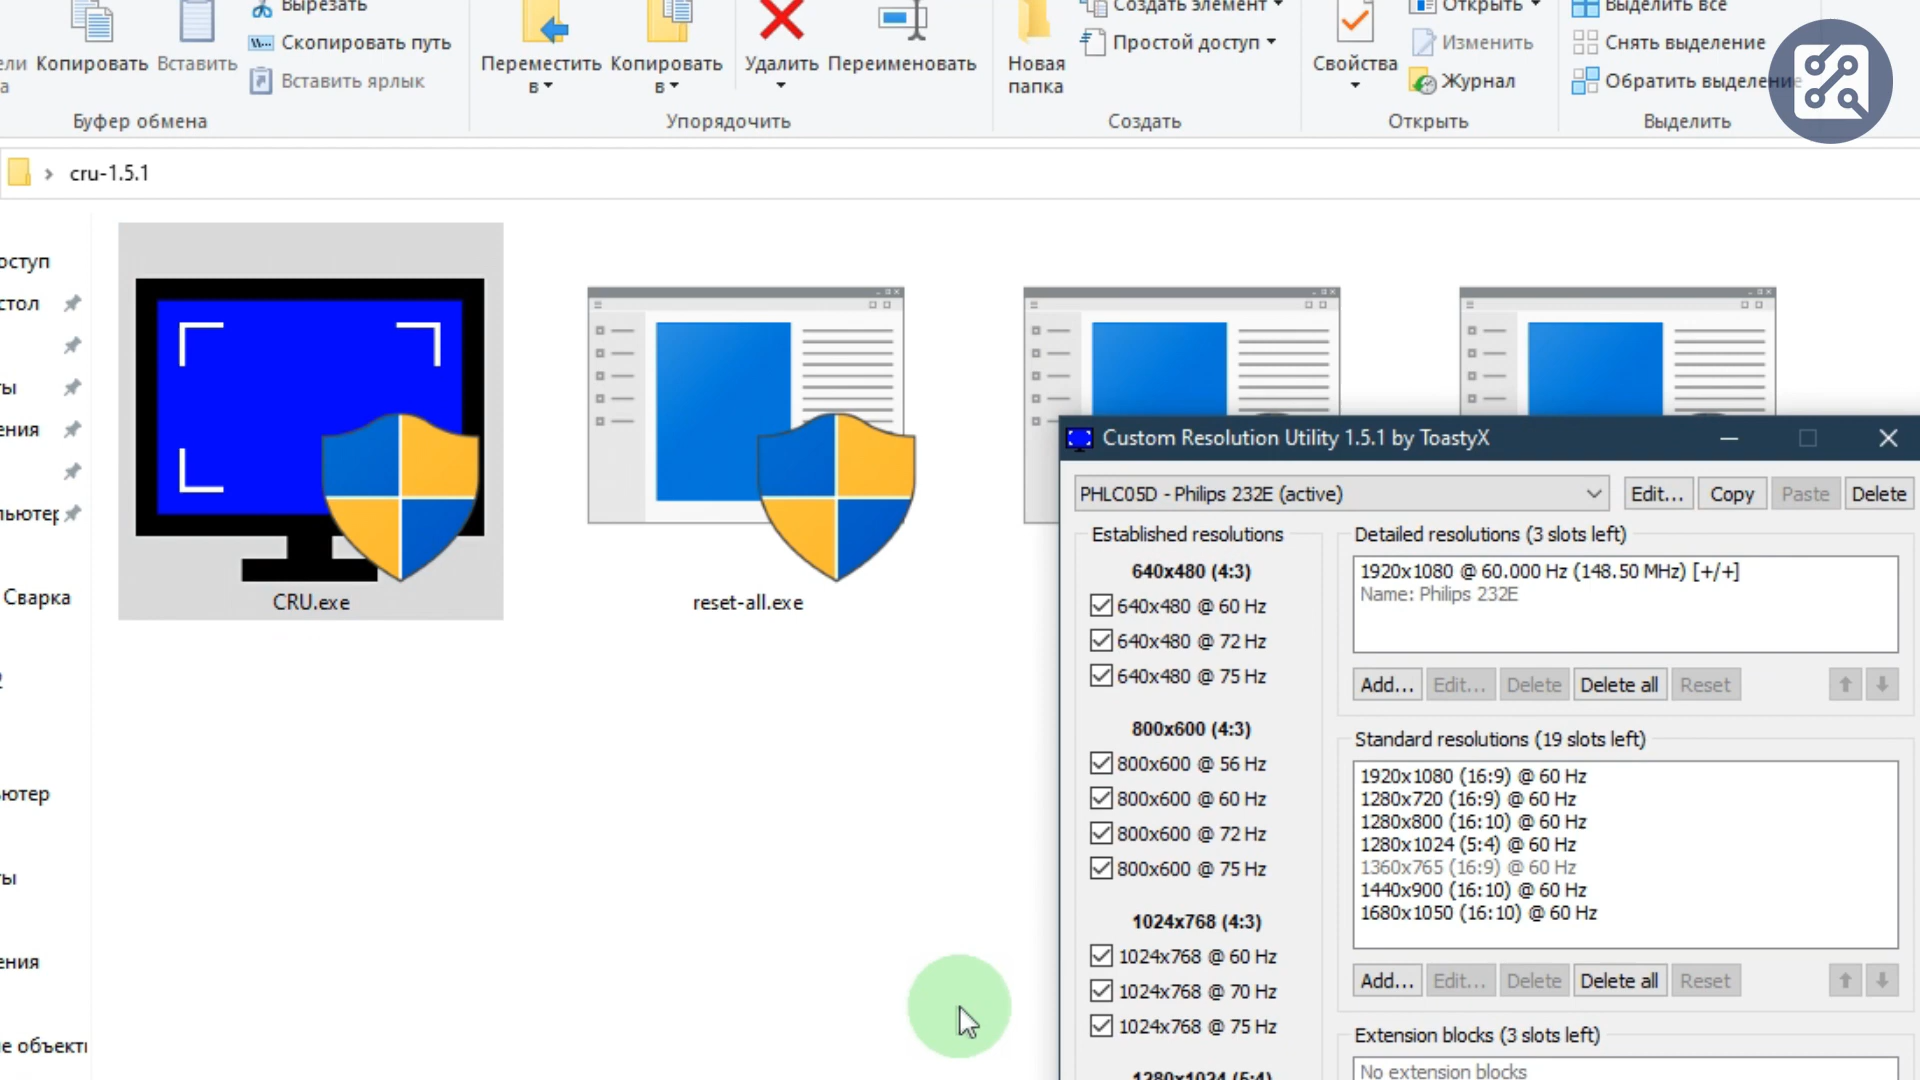 Вырезать
Копировать
Вставить
Скопировать путь
Вставить ярлык
Буфер обмена
Переместить в
Копировать в
Удалить
Переименовать
Упорядочить
Новая папка
Создать элемент
Простой доступ
Создать
Свойства
Открыть
Изменить
Журнал
Открыть
Выделить все
Снять выделение
Обратить выделение
Выделить
cru-1.5.1
Сварка
CRU.exe
reset-all.exe
Custom Resolution Utility 1.5.1 by ToastyX
PHLC05D - Philips 232E (active)
Edit...
Copy
Paste
Delete
Established resolutions
640x480 (4:3)
640x480 @ 60 Hz
640x480 @ 72 Hz
640x480 @ 75 Hz
800x600 (4:3)
800x600 @ 56 Hz
800x600 @ 60 Hz
800x600 @ 72 Hz
800x600 @ 75 Hz
1024x768 (4:3)
1024x768 @ 60 Hz
1024x768 @ 70 Hz
1024x768 @ 75 Hz
1280x1024 (5:4)
Detailed resolutions (3 slots left)
1920x1080 @ 60.000 Hz (148.50 MHz) [+/+]
Name: Philips 232E
Add...
Edit...
Delete
Delete all
Reset
Standard resolutions (19 slots left)
1920x1080 (16:9) @ 60 Hz
1280x720 (16:9) @ 60 Hz
1280x800 (16:10) @ 60 Hz
1280x1024 (5:4) @ 60 Hz
1360x765 (16:9) @ 60 Hz
1440x900 (16:10) @ 60 Hz
1680x1050 (16:10) @ 60 Hz
Add...
Edit...
Delete
Delete all
Reset
Extension blocks (3 slots left)
No extension blocks